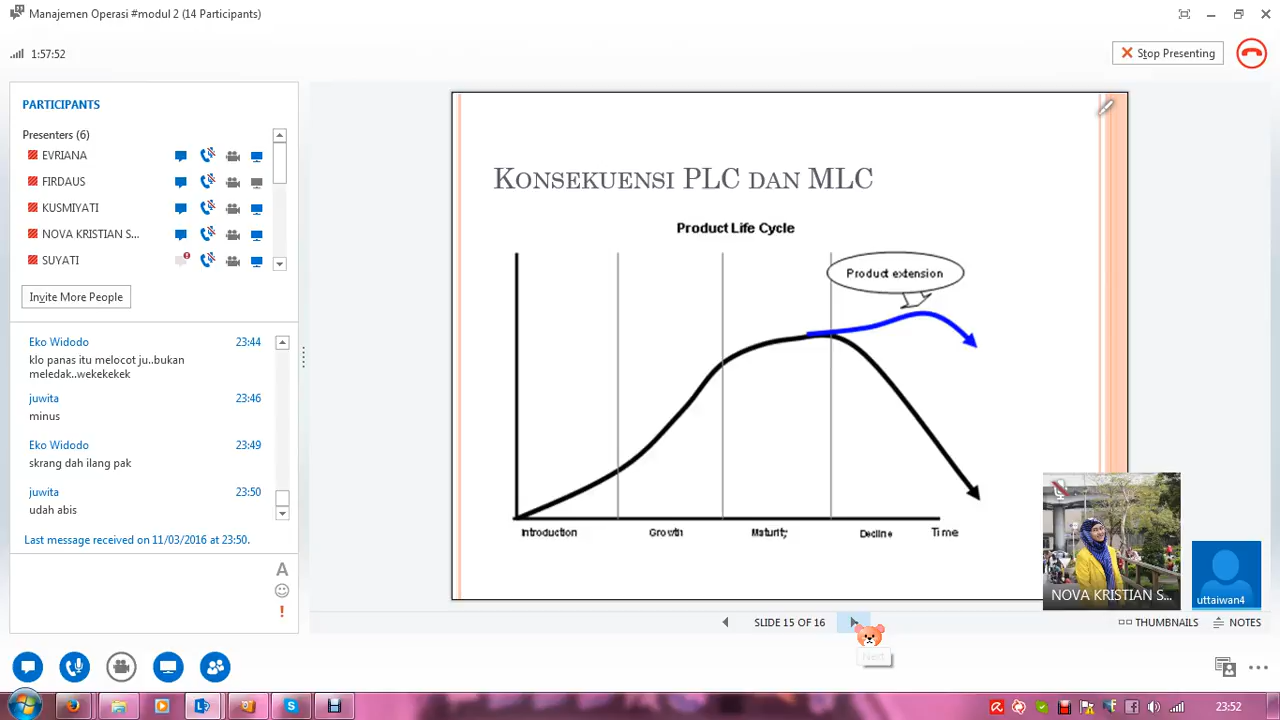 Manajemen Operasi #modul 2 (14 Participants)
1:57:52
Stop Presenting
PARTICIPANTS
Presenters (6)
EVRIANA
FIRDAUS
KUSMIYATI
NOVA KRISTIAN S...
SUYATI
Invite More People
Eko Widodo 23:44
klo panas itu melocot ju..bukan
meledak..wekekekek
juwita 23:46
minus
Eko Widodo 23:49
skrang dah ilang pak
juwita 23:50
udah abis
Last message received on 11/03/2016 at 23:50.
A
KONSEKUENSI PLC DAN MLC
Product Life Cycle
Product extension
Introduction Growth Maturity Decline Time
NOVA KRISTIAN S...
uttaiwan4
SLIDE 15 OF 16
Next
THUMBNAILS
NOTES
23:52